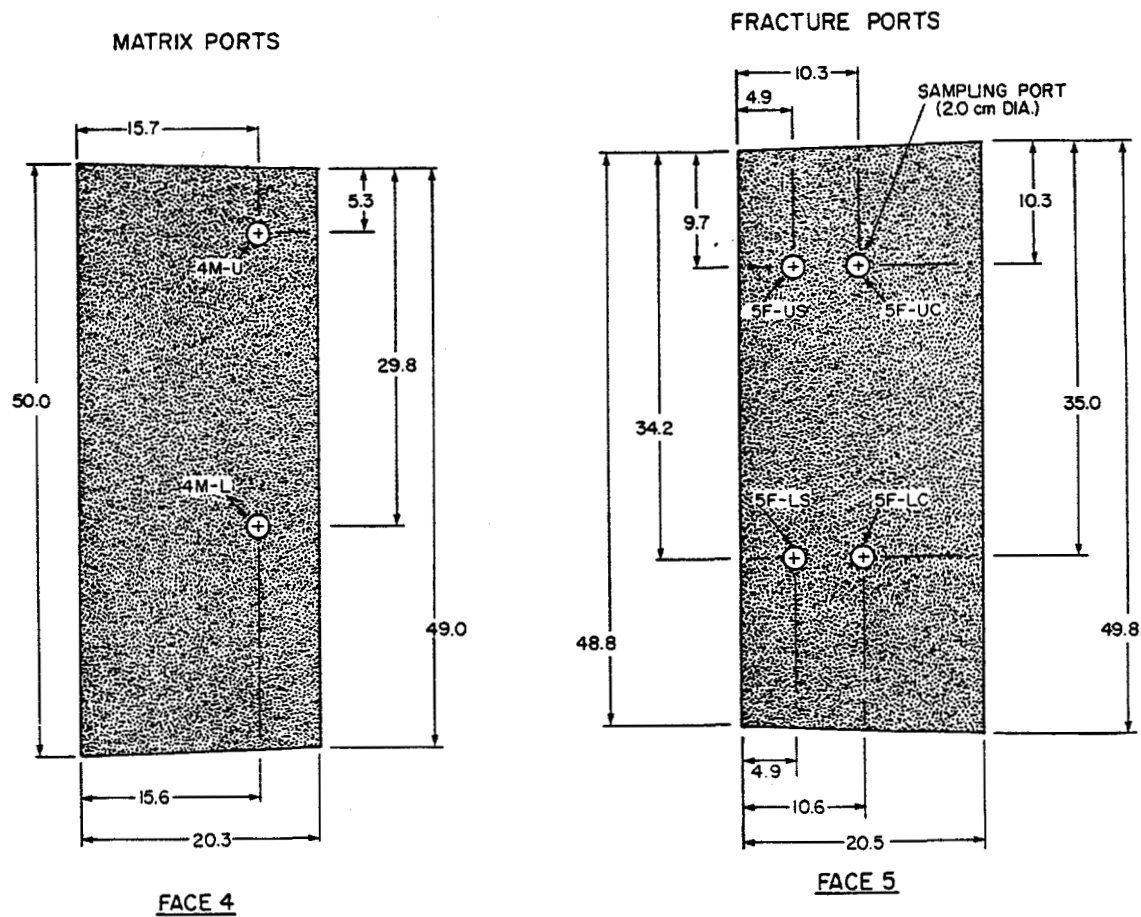 MATRIX PORTS
15.7
5.3
4M-U
29.8
50.0
4M-L
49.0
15.6
20.3
FACE 4
FRACTURE PORTS
10.3
4.9
SAMPLING PORT
(2.0 cm DIA.)
9.7
10.3
5F-US
5F-UC
34.2
35.0
5F-LS
5F-LC
48.8
49.8
4.9
10.6
20.5
FACE 5